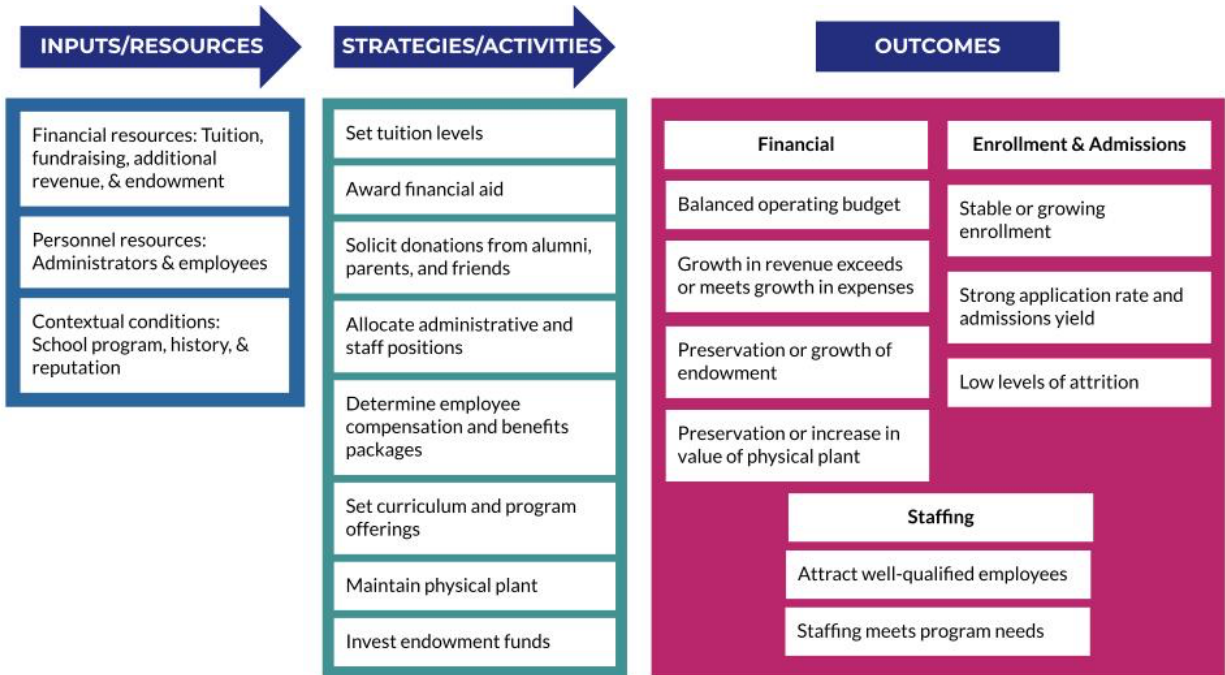 INPUTS/RESOURCES
STRATEGIES/ACTIVITIES
OUTCOMES
Financial resources: Tuition,
fundraising, additional
revenue, & endowment
Personnel resources:
Administrators & employees
Contextual conditions:
School program, history, &
reputation
Set tuition levels
Award financial aid
Solicit donations from alumni,
parents, and friends
Allocate administrative and
staff positions
Determine employee
compensation and benefits
packages
Set curriculum and program
offerings
Maintain physical plant
Invest endowment funds
Financial
Balanced operating budget
Growth in revenue exceeds
or meets growth in expenses
Preservation or growth of
endowment
Preservation or increase in
value of physical plant
Enrollment & Admissions
Stable or growing
enrollment
Strong application rate and
admissions yield
Low levels of attrition
Staffing
Attract well-qualified employees
Staffing meets program needs